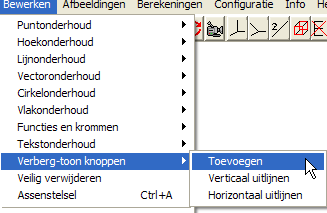 Bewerken Afbeeldingen Berekeningen Configuratie Info
Puntonderhoud
Hoekonderhoud
Lijnonderhoud
Vectoronderhoud
Cirkelonderhoud
Vlakonderhoud
Functies en krommen
Tekstonderhoud
Verberg-toon knoppen
Toevoegen
Veilig verwijderen
Verticaal uitlijnen
Assenstelsel Ctrl+A
Horizontaal uitlijnen